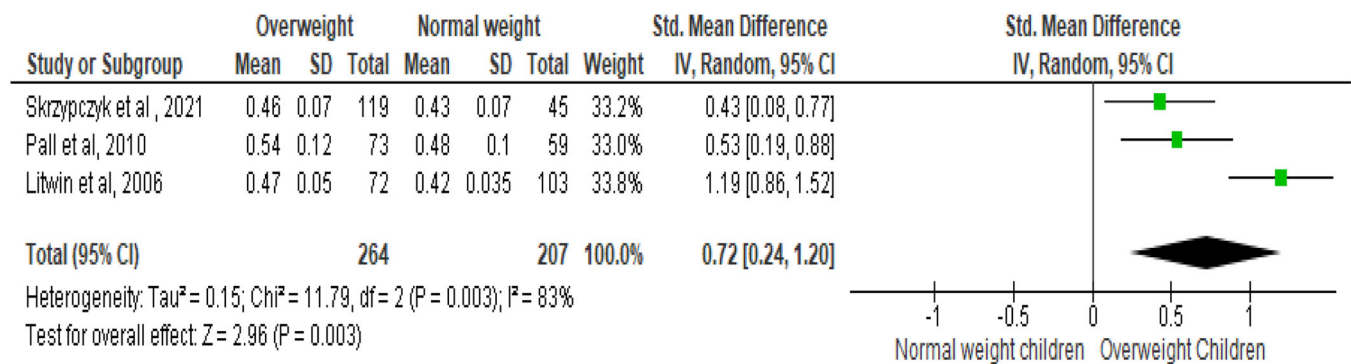 Overweight Normal weight Std. Mean Difference Std. Mean Difference
Study or Subgroup Mean SD Total Mean SD Total Weight IV, Random, 95% CI IV, Random, 95% CI
Skrzypczyk et al , 2021 0.46 0.07 119 0.43 0.07 45 33.2% 0.43 [0.08, 0.77]
Pall et al, 2010 0.54 0.12 73 0.48 0.1 59 33.0% 0.53 [0.19, 0.88]
Litwin et al, 2006 0.47 0.05 72 0.42 0.035 103 33.8% 1.19 [0.86, 1.52]
Total (95% CI) 264 207 100.0% 0.72 [0.24, 1.20]
Heterogeneity: Tau² = 0.15; Chi² = 11.79, df = 2 (P = 0.003); I² = 83%
Test for overall effect: Z = 2.96 (P = 0.003)
-1 -0.5 0 0.5 1
Normal weight children Overweight Children